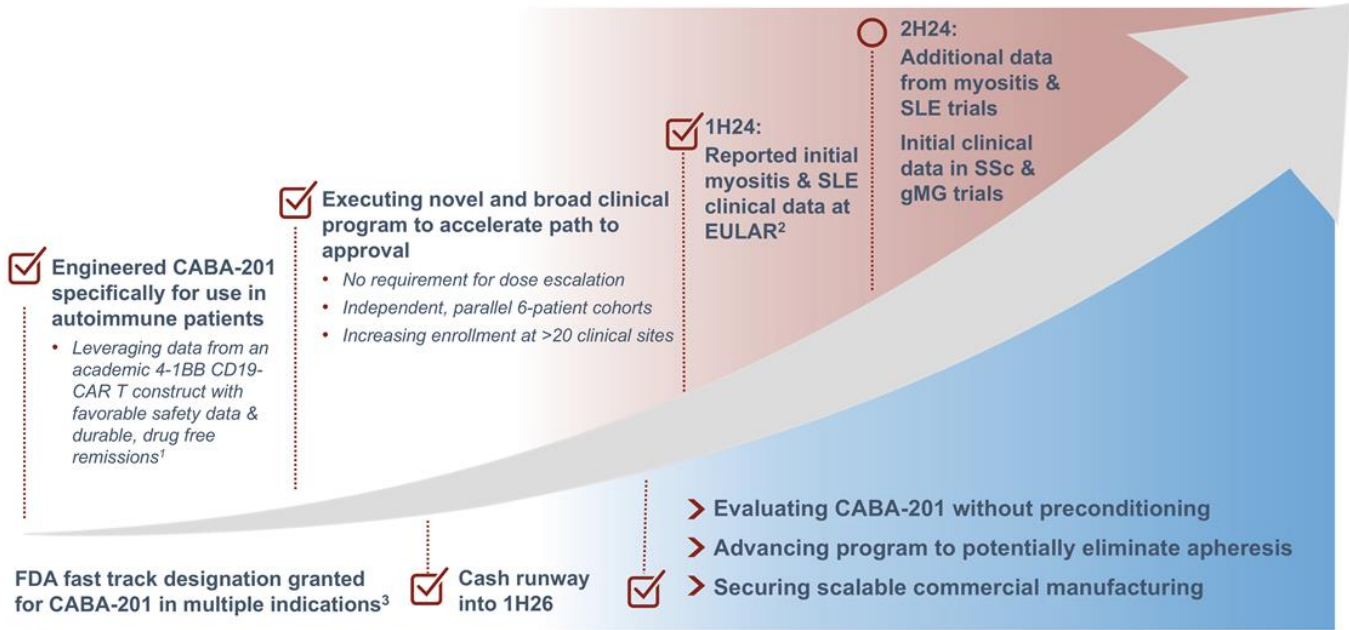 Engineered CABA-201
specifically for use in
autoimmune patients
• Leveraging data from an
academic 4-1BB CD19-
CAR T construct with
favorable safety data &
durable, drug free
remissions¹
Executing novel and broad clinical
program to accelerate path to
approval
• No requirement for dose escalation
• Independent, parallel 6-patient cohorts
• Increasing enrollment at >20 clinical sites
1H24:
Reported initial
myositis & SLE
clinical data at
EULAR²
2H24:
Additional data
from myositis &
SLE trials
Initial clinical
data in SSc &
gMG trials
FDA fast track designation granted
for CABA-201 in multiple indications³
Cash runway
into 1H26
Evaluating CABA-201 without preconditioning
Advancing program to potentially eliminate apheresis
Securing scalable commercial manufacturing